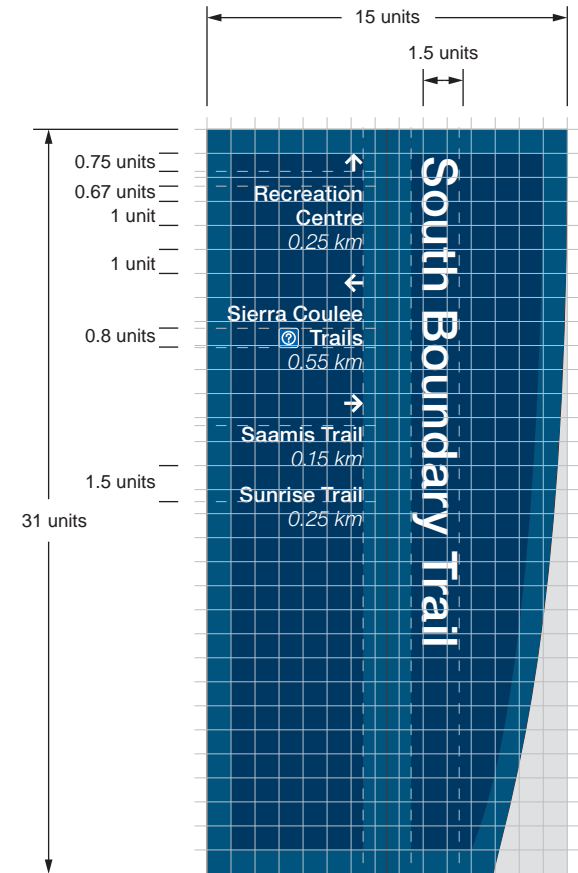 15 units
1.5 units
0.75 units
0.67 units
1 unit
1 unit
0.8 units
1.5 units
31 units
Recreation
Centre
0.25 km
Sierra Coulee
? Trails
0.55 km
Saamis Trail
0.15 km
Sunrise Trail
0.25 km
South Boundary Trail